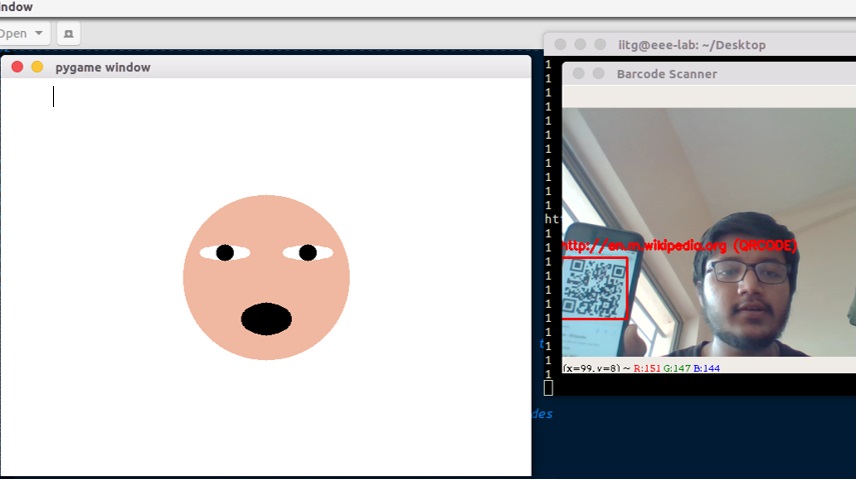 indow
Open
pygame window
iitg@eee-lab: ~/Desktop
Barcode Scanner
1
1
1
1
1
1
1
1
1
1
1
htt
1
1
1
1
1
1
1
1
1
1
1
http://en.m.wikipedia.org (QRCODE)
(x=99, y=8) ~ R:151 G:147 B:144
t
des